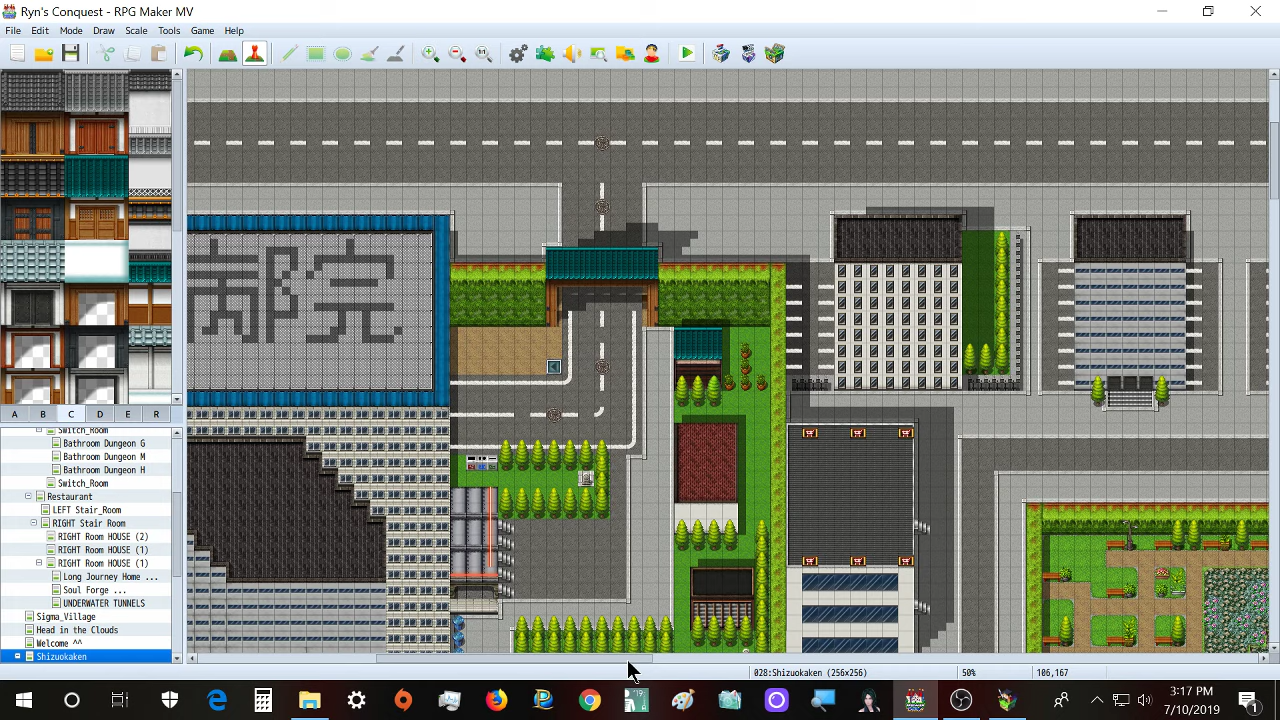 Ryn's Conquest - RPG Maker MV
File Edit Mode Draw Scale Tools Game Help
A B C D E R
Switch_Room
Bathroom Dungeon G
Bathroom Dungeon M
Bathroom Dungeon H
Switch_Room
Restaurant
LEFT Stair_Room
RIGHT Stair Room
RIGHT Room HOUSE (2)
RIGHT Room HOUSE (1)
RIGHT Room HOUSE (1)
Long Journey Home ...
Soul Forge ...
UNDERWATER TUNNELS
Sigma_Village
Head in the Clouds
Welcome ^^
Shizuokaken
028:Shizuokaken (256x256) 50% 106,167
3:17 PM
7/10/2019